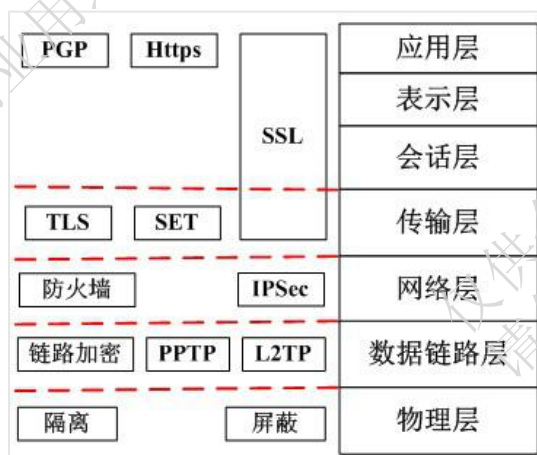 PGP Https 应用层
表示层
SSL
会话层
TLS SET 传输层
防火墙 IPSec 网络层
链路加密 PPTP L2TP 数据链路层
隔离 屏蔽 物理层